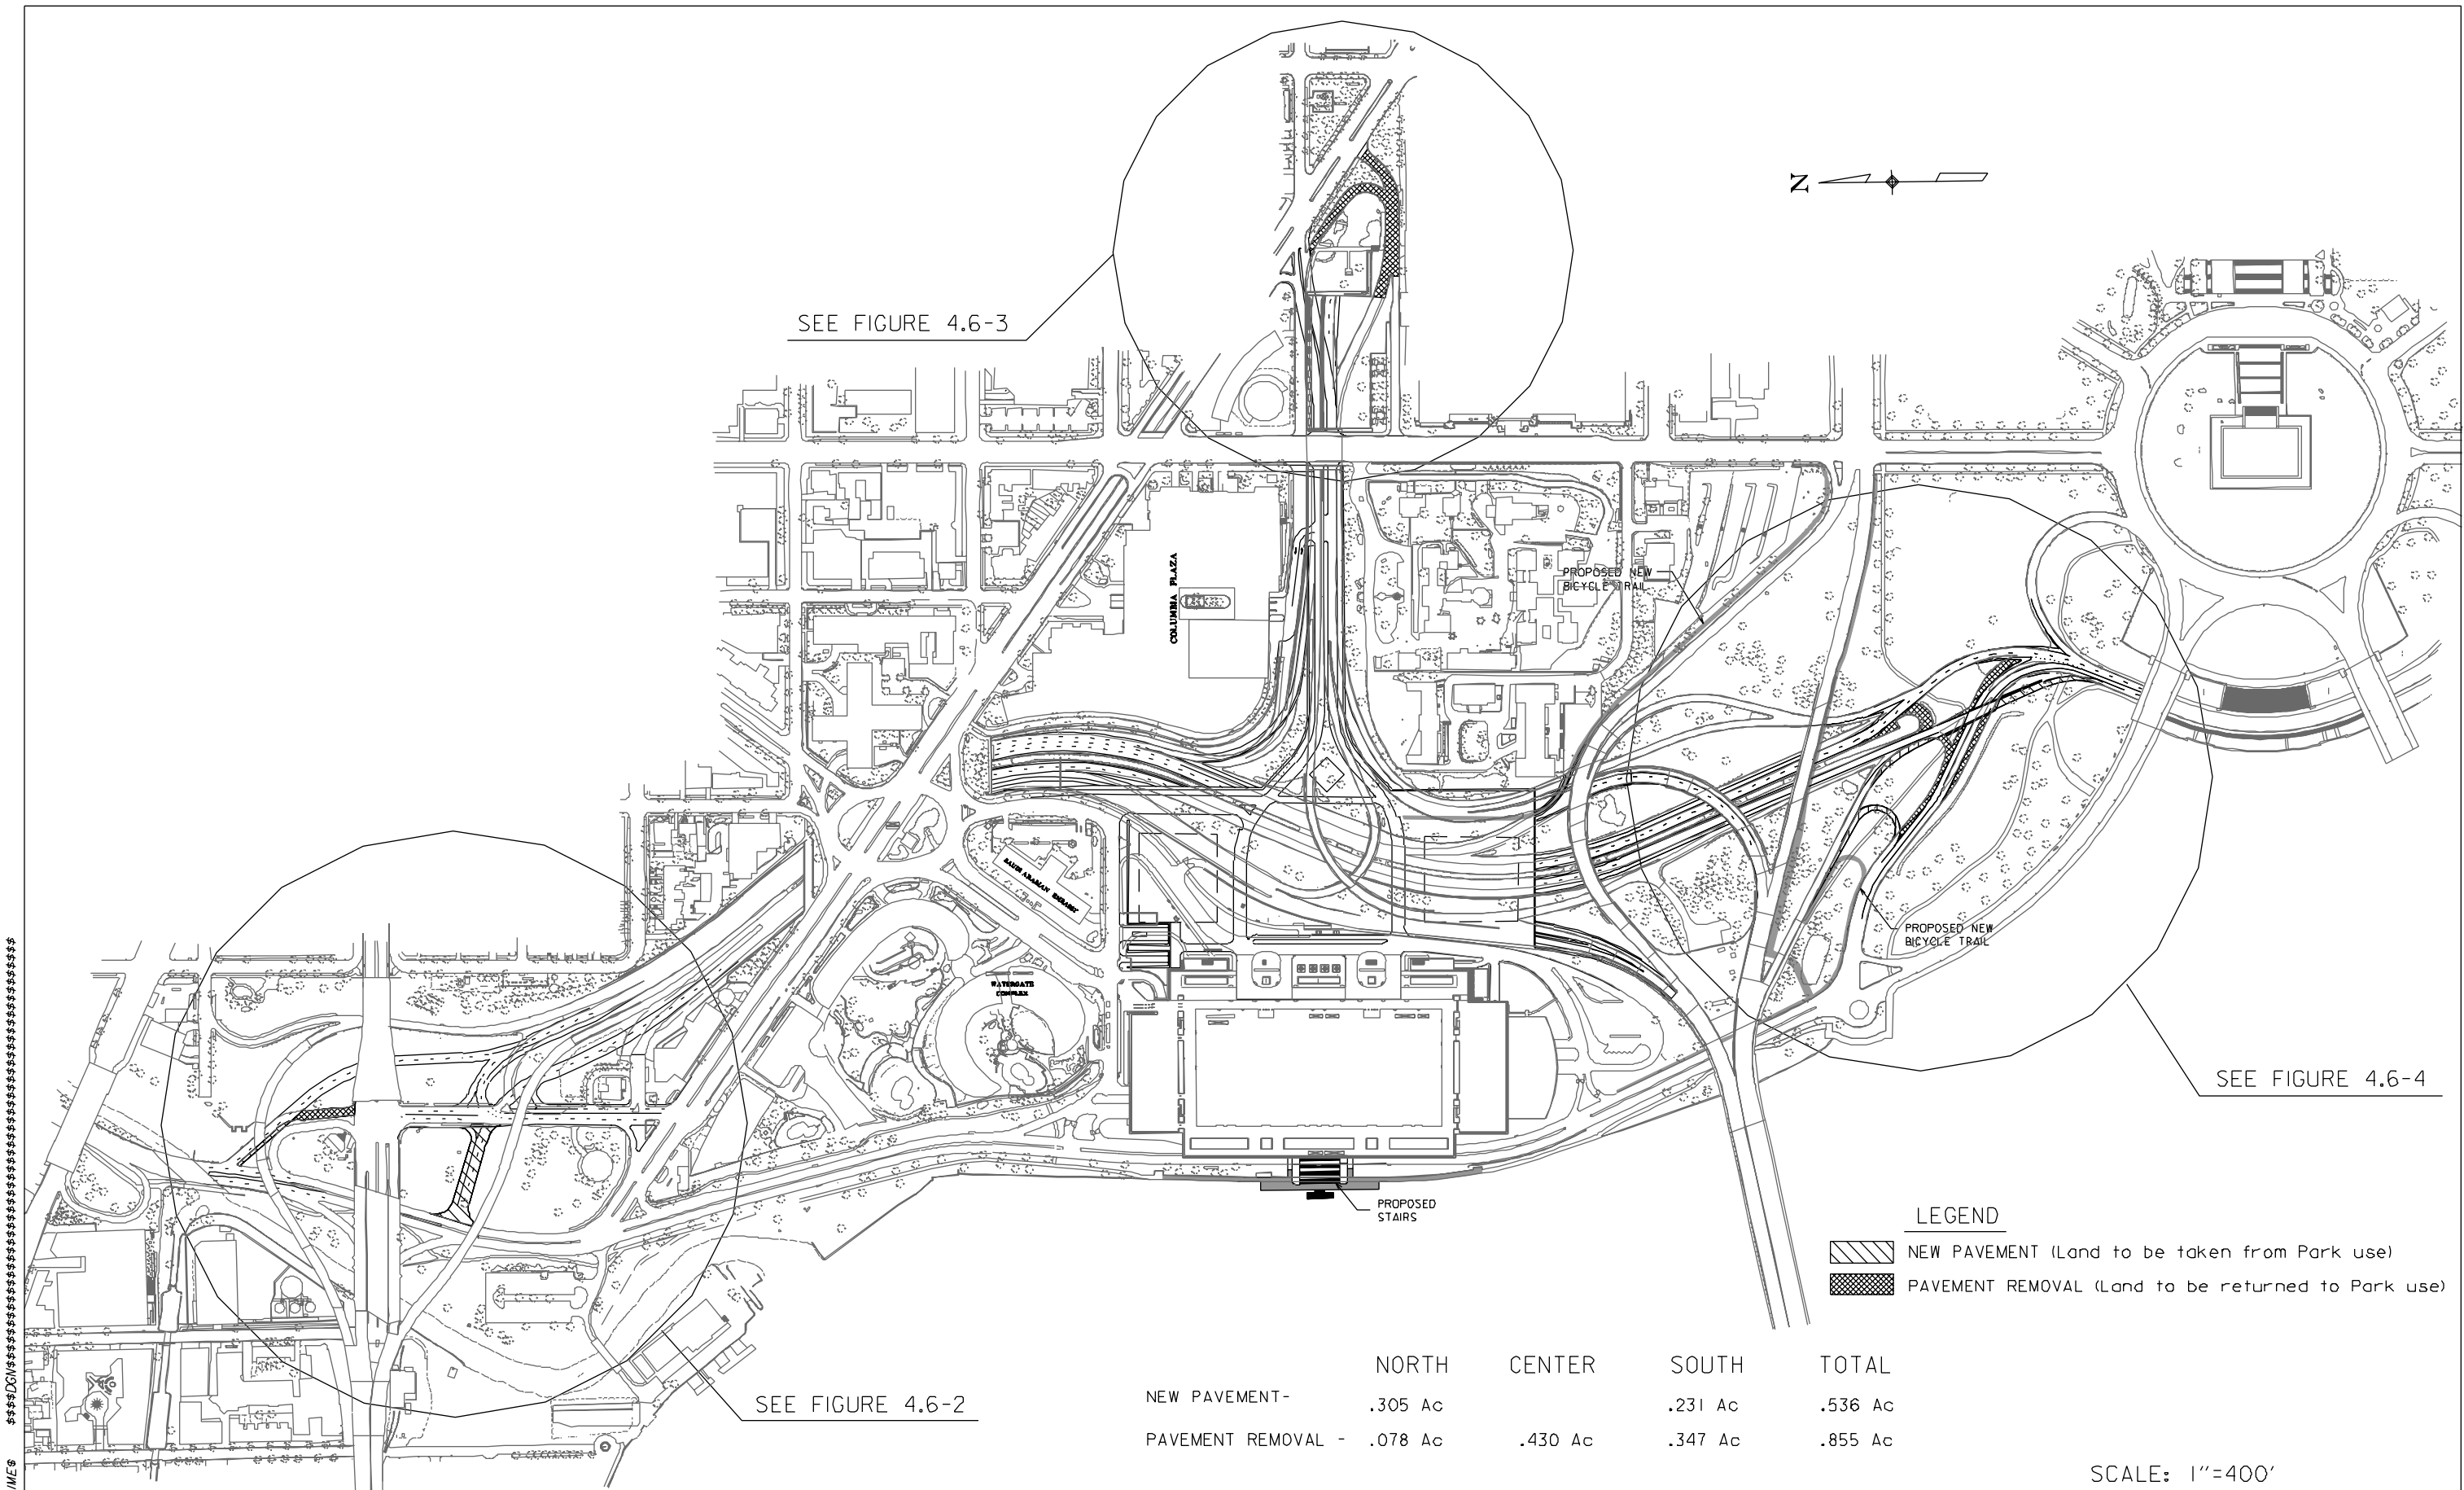 N
SEE FIGURE 4.6-3
COLUMBIA PLAZA
PROPOSED NEW
BICYCLE TRAIL
SAUDI ARABIAN EMBASSY
WATERGATE
COMPLEX
PROPOSED NEW
BICYCLE TRAIL
SEE FIGURE 4.6-4
PROPOSED
STAIRS
LEGEND
NEW PAVEMENT (Land to be taken from Park use)
PAVEMENT REMOVAL (Land to be returned to Park use)
SEE FIGURE 4.6-2
NORTH CENTER SOUTH TOTAL
NEW PAVEMENT- .305 Ac .231 Ac .536 Ac
PAVEMENT REMOVAL - .078 Ac .430 Ac .347 Ac .855 Ac
SCALE: 1"=400'